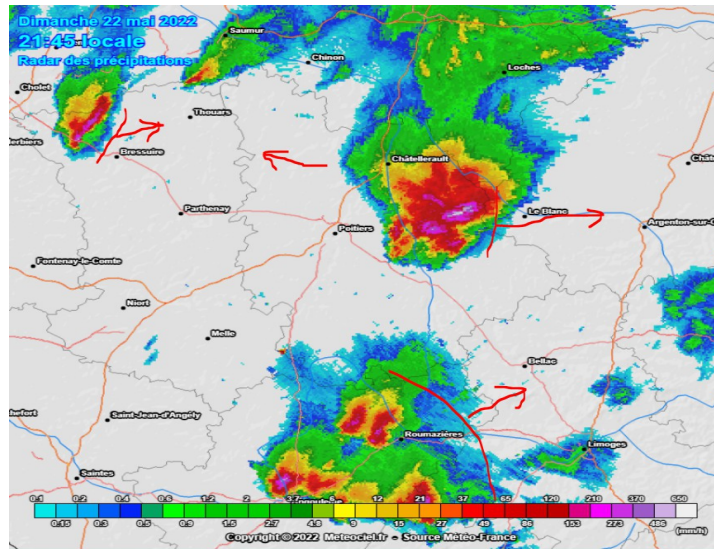 Dimanche 22 mai 2022
21:45 locale
Radar des précipitations
Saumur
Chinon
Loches
Cholet
Thouars
Bressuire
Châtellerault
Parthenay
Le Blanc
Poitiers
Fontenay-le-Comte
Niort
Melle
Bellac
Saint-Jean-d'Angély
Roumazières
Limoges
Saintes
0.1 0.2 0.4 0.6 1.2 2 3.7 6 12 21 37 65 120 210 370 650
0.15 0.3 0.5 0.9 1.5 2.7 4.8 9 15 27 49 86 153 273 486 (mm/h)
Copyright © 2022 Meteociel.fr - Source Météo-France